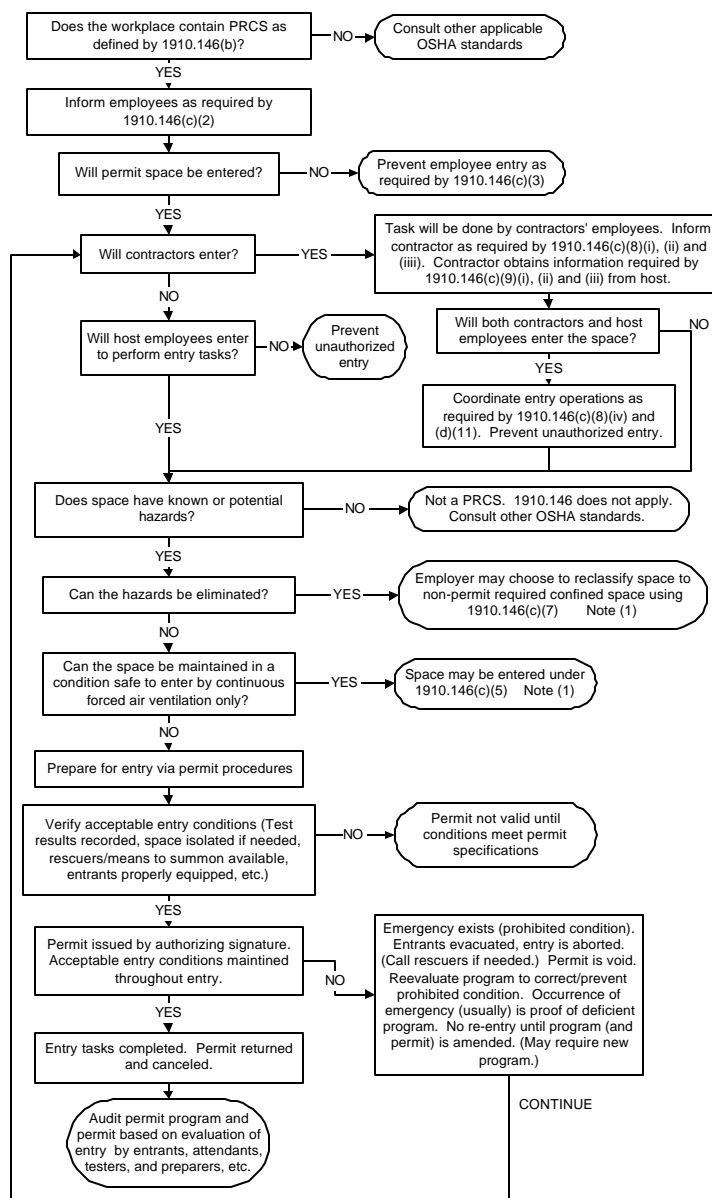 Does the workplace contain PRCS as
defined by 1910.146(b)?
NO
Consult other applicable
OSHA standards
YES
Inform employees as required by
1910.146(c)(2)
Will permit space be entered?
NO
Prevent employee entry as
required by 1910.146(c)(3)
YES
Will contractors enter?
YES
Task will be done by contractors' employees. Inform
contractor as required by 1910.146(c)(8)(i), (ii) and
(iiii). Contractor obtains information required by
1910.146(c)(9)(i), (ii) and (iii) from host.
NO
Will host employees enter
to perform entry tasks?
NO
Prevent
unauthorized
entry
Will both contractors and host
employees enter the space?
NO
YES
Coordinate entry operations as
required by 1910.146(c)(8)(iv) and
(d)(11). Prevent unauthorized entry.
YES
Does space have known or potential
hazards?
NO
Not a PRCS. 1910.146 does not apply.
Consult other OSHA standards.
YES
Can the hazards be eliminated?
YES
Employer may choose to reclassify space to
non-permit required confined space using
1910.146(c)(7) Note (1)
NO
Can the space be maintained in a
condition safe to enter by continuous
forced air ventilation only?
YES
Space may be entered under
1910.146(c)(5) Note (1)
NO
Prepare for entry via permit procedures
Verify acceptable entry conditions (Test
results recorded, space isolated if needed,
rescuers/means to summon available,
entrants properly equipped, etc.)
NO
Permit not valid until
conditions meet permit
specifications
YES
Permit issued by authorizing signature.
Acceptable entry conditions maintined
throughout entry.
NO
Emergency exists (prohibited condition).
Entrants evacuated, entry is aborted.
(Call rescuers if needed.) Permit is void.
Reevaluate program to correct/prevent
prohibited condition. Occurrence of
emergency (usually) is proof of deficient
program. No re-entry until program (and
permit) is amended. (May require new
program.)
YES
Entry tasks completed. Permit returned
and canceled.
CONTINUE
Audit permit program and
permit based on evaluation of
entry by entrants, attendants,
testers, and preparers, etc.